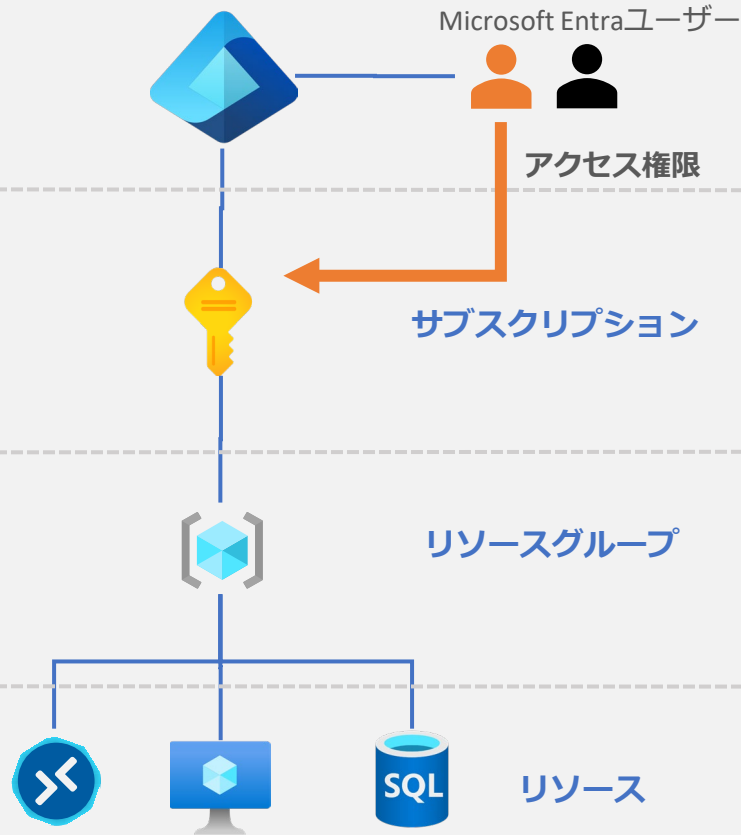 Microsoft Entraユーザー
アクセス権限
サブスクリプション
リソースグループ
SQL
リソース